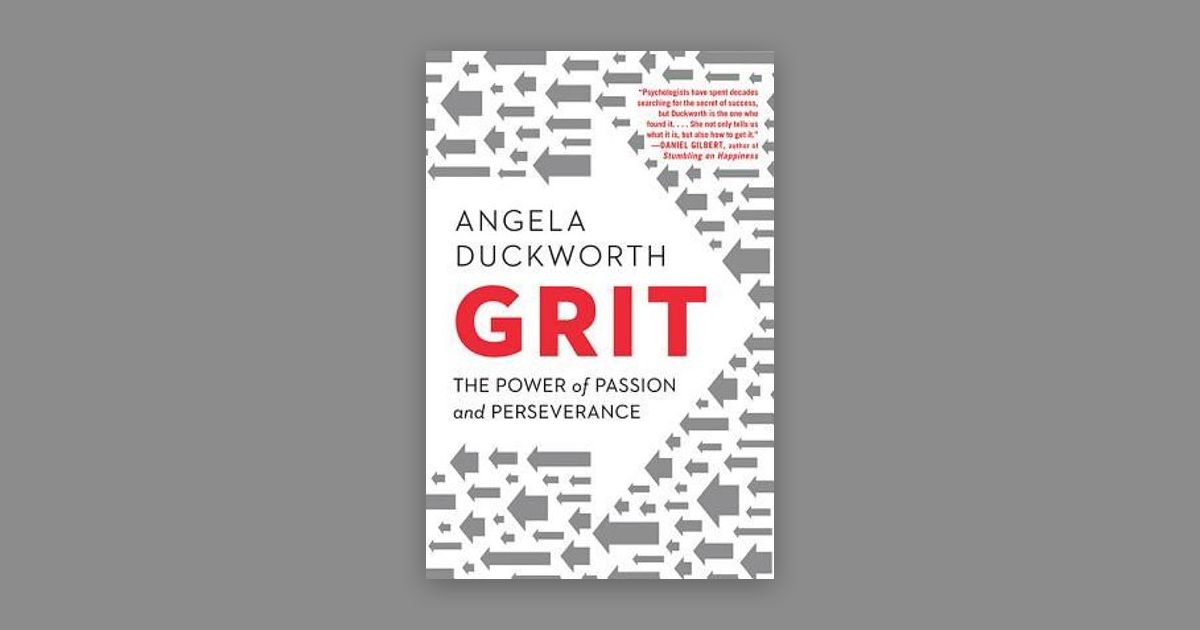 "Psychologists have spent decades
searching for the secret of success,
but Duckworth is the one who
found it. . . . She not only tells us
what it is, but also how to get it."
—DANIEL GILBERT, author of
Stumbling on Happiness
ANGELA
DUCKWORTH
GRIT
THE POWER of PASSION
and PERSEVERANCE